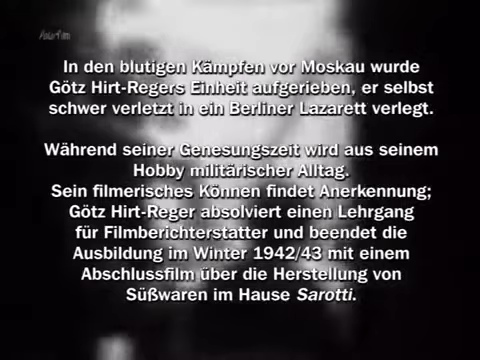 In den blutigen Kämpfen vor Moskau wurde
Götz Hirt-Regers Einheit aufgerieben, er selbst
schwer verletzt in ein Berliner Lazarett verlegt.
Während seiner Genesungszeit wird aus seinem
Hobby militärischer Alltag.
Sein filmerisches Können findet Anerkennung;
Götz Hirt-Reger absolviert einen Lehrgang
für Filmberichterstatter und beendet die
Ausbildung im Winter 1942/43 mit einem
Abschlussfilm über die Herstellung von
Süßwaren im Hause Sarotti.